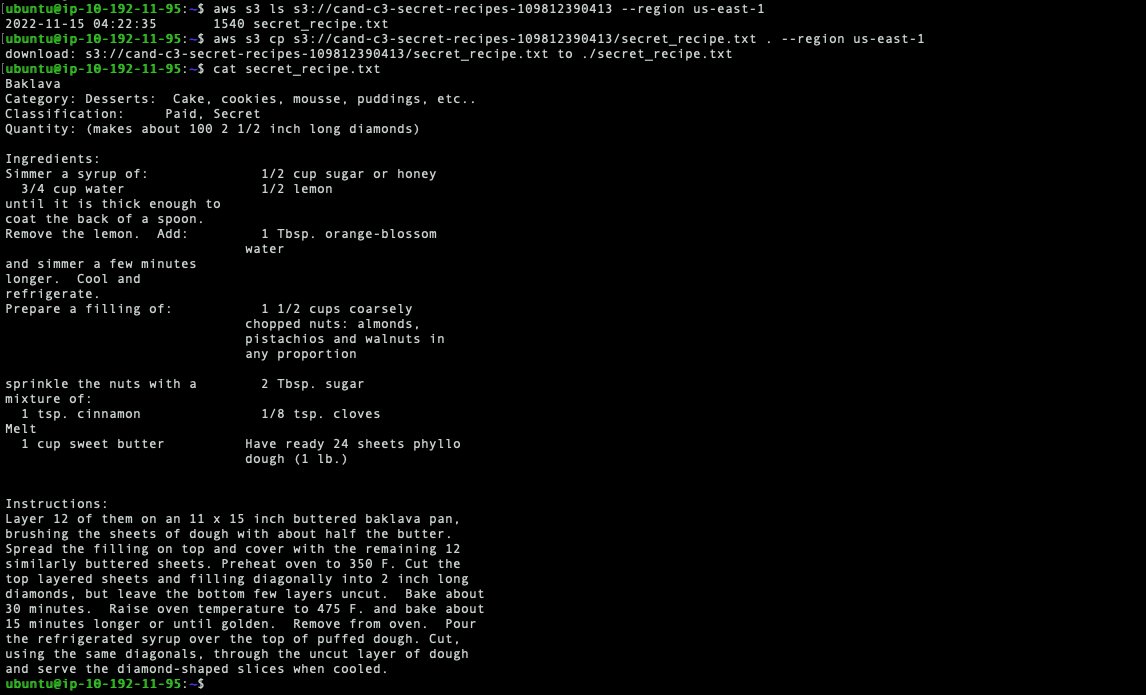 [ubuntu@ip-10-192-11-95:~$ aws s3 ls s3://cand-c3-secret-recipes-109812390413 --region us-east-1
2022-11-15 04:22:35       1540 secret_recipe.txt
[ubuntu@ip-10-192-11-95:~$ aws s3 cp s3://cand-c3-secret-recipes-109812390413/secret_recipe.txt . --region us-east-1
download: s3://cand-c3-secret-recipes-109812390413/secret_recipe.txt to ./secret_recipe.txt
[ubuntu@ip-10-192-11-95:~$ cat secret_recipe.txt
Baklava
Category: Desserts:  Cake, cookies, mousse, puddings, etc..
Classification:     Paid, Secret
Quantity: (makes about 100 2 1/2 inch long diamonds)

Ingredients:
Simmer a syrup of:              1/2 cup sugar or honey
  3/4 cup water                 1/2 lemon
until it is thick enough to
coat the back of a spoon.
Remove the lemon.  Add:         1 Tbsp. orange-blossom
                              water
and simmer a few minutes
longer.  Cool and
refrigerate.
Prepare a filling of:           1 1/2 cups coarsely
                              chopped nuts: almonds,
                              pistachios and walnuts in
                              any proportion

sprinkle the nuts with a        2 Tbsp. sugar
mixture of:
  1 tsp. cinnamon               1/8 tsp. cloves
Melt
  1 cup sweet butter          Have ready 24 sheets phyllo
                              dough (1 lb.)


Instructions:
Layer 12 of them on an 11 x 15 inch buttered baklava pan,
brushing the sheets of dough with about half the butter.
Spread the filling on top and cover with the remaining 12
similarly buttered sheets. Preheat oven to 350 F. Cut the
top layered sheets and filling diagonally into 2 inch long
diamonds, but leave the bottom few layers uncut.  Bake about
30 minutes.  Raise oven temperature to 475 F. and bake about
15 minutes longer or until golden.  Remove from oven.  Pour
the refrigerated syrup over the top of puffed dough. Cut,
using the same diagonals, through the uncut layer of dough
and serve the diamond-shaped slices when cooled.
ubuntu@ip-10-192-11-95:~$